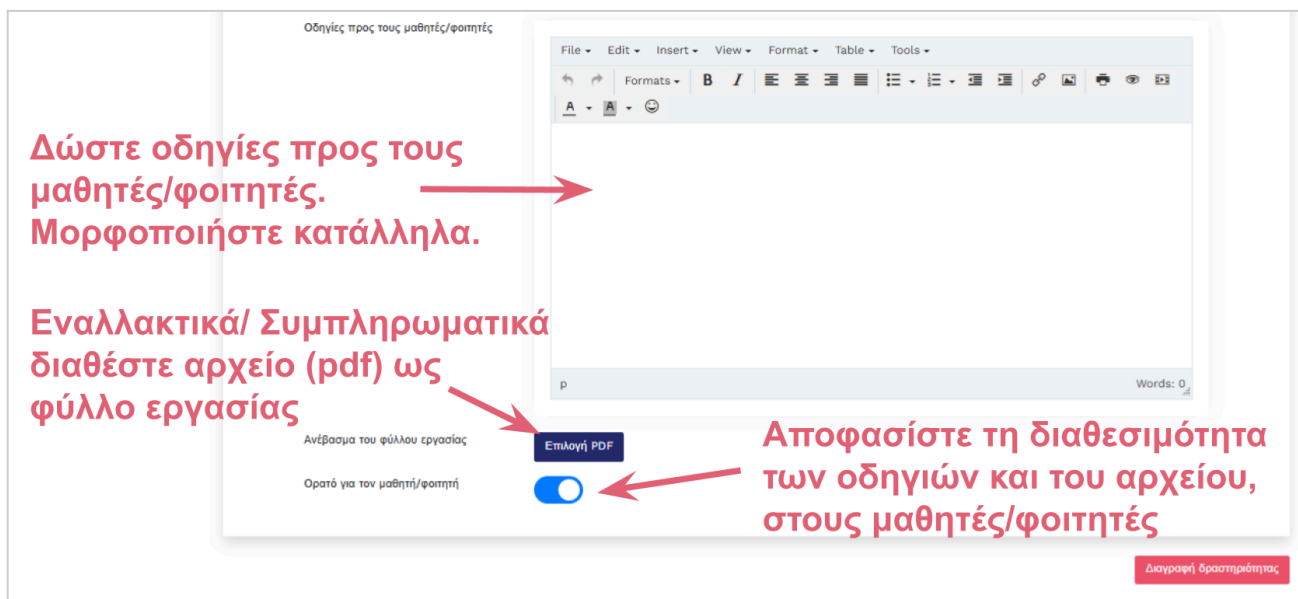 Οδηγίες προς τους μαθητές/φοιτητές
File Edit Insert View Format Table Tools
Formats B I
A A
Δώστε οδηγίες προς τους
μαθητές/φοιτητές.
Μορφοποιήστε κατάλληλα.
Εναλλακτικά/ Συμπληρωματικά
διαθέστε αρχείο (pdf) ως
φύλλο εργασίας
p Words: 0
Ανέβασμα του φύλλου εργασίας
Επιλογή PDF
Ορατό για τον μαθητή/φοιτητή
Αποφασίστε τη διαθεσιμότητα
των οδηγιών και του αρχείου,
στους μαθητές/φοιτητές
Διαγραφή δραστηριότητας